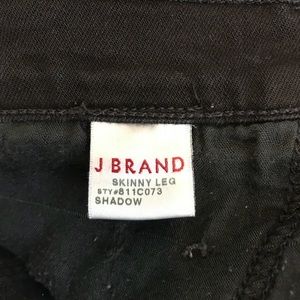 J BRAND
SKINNY LEG
STY#811C073
SHADOW